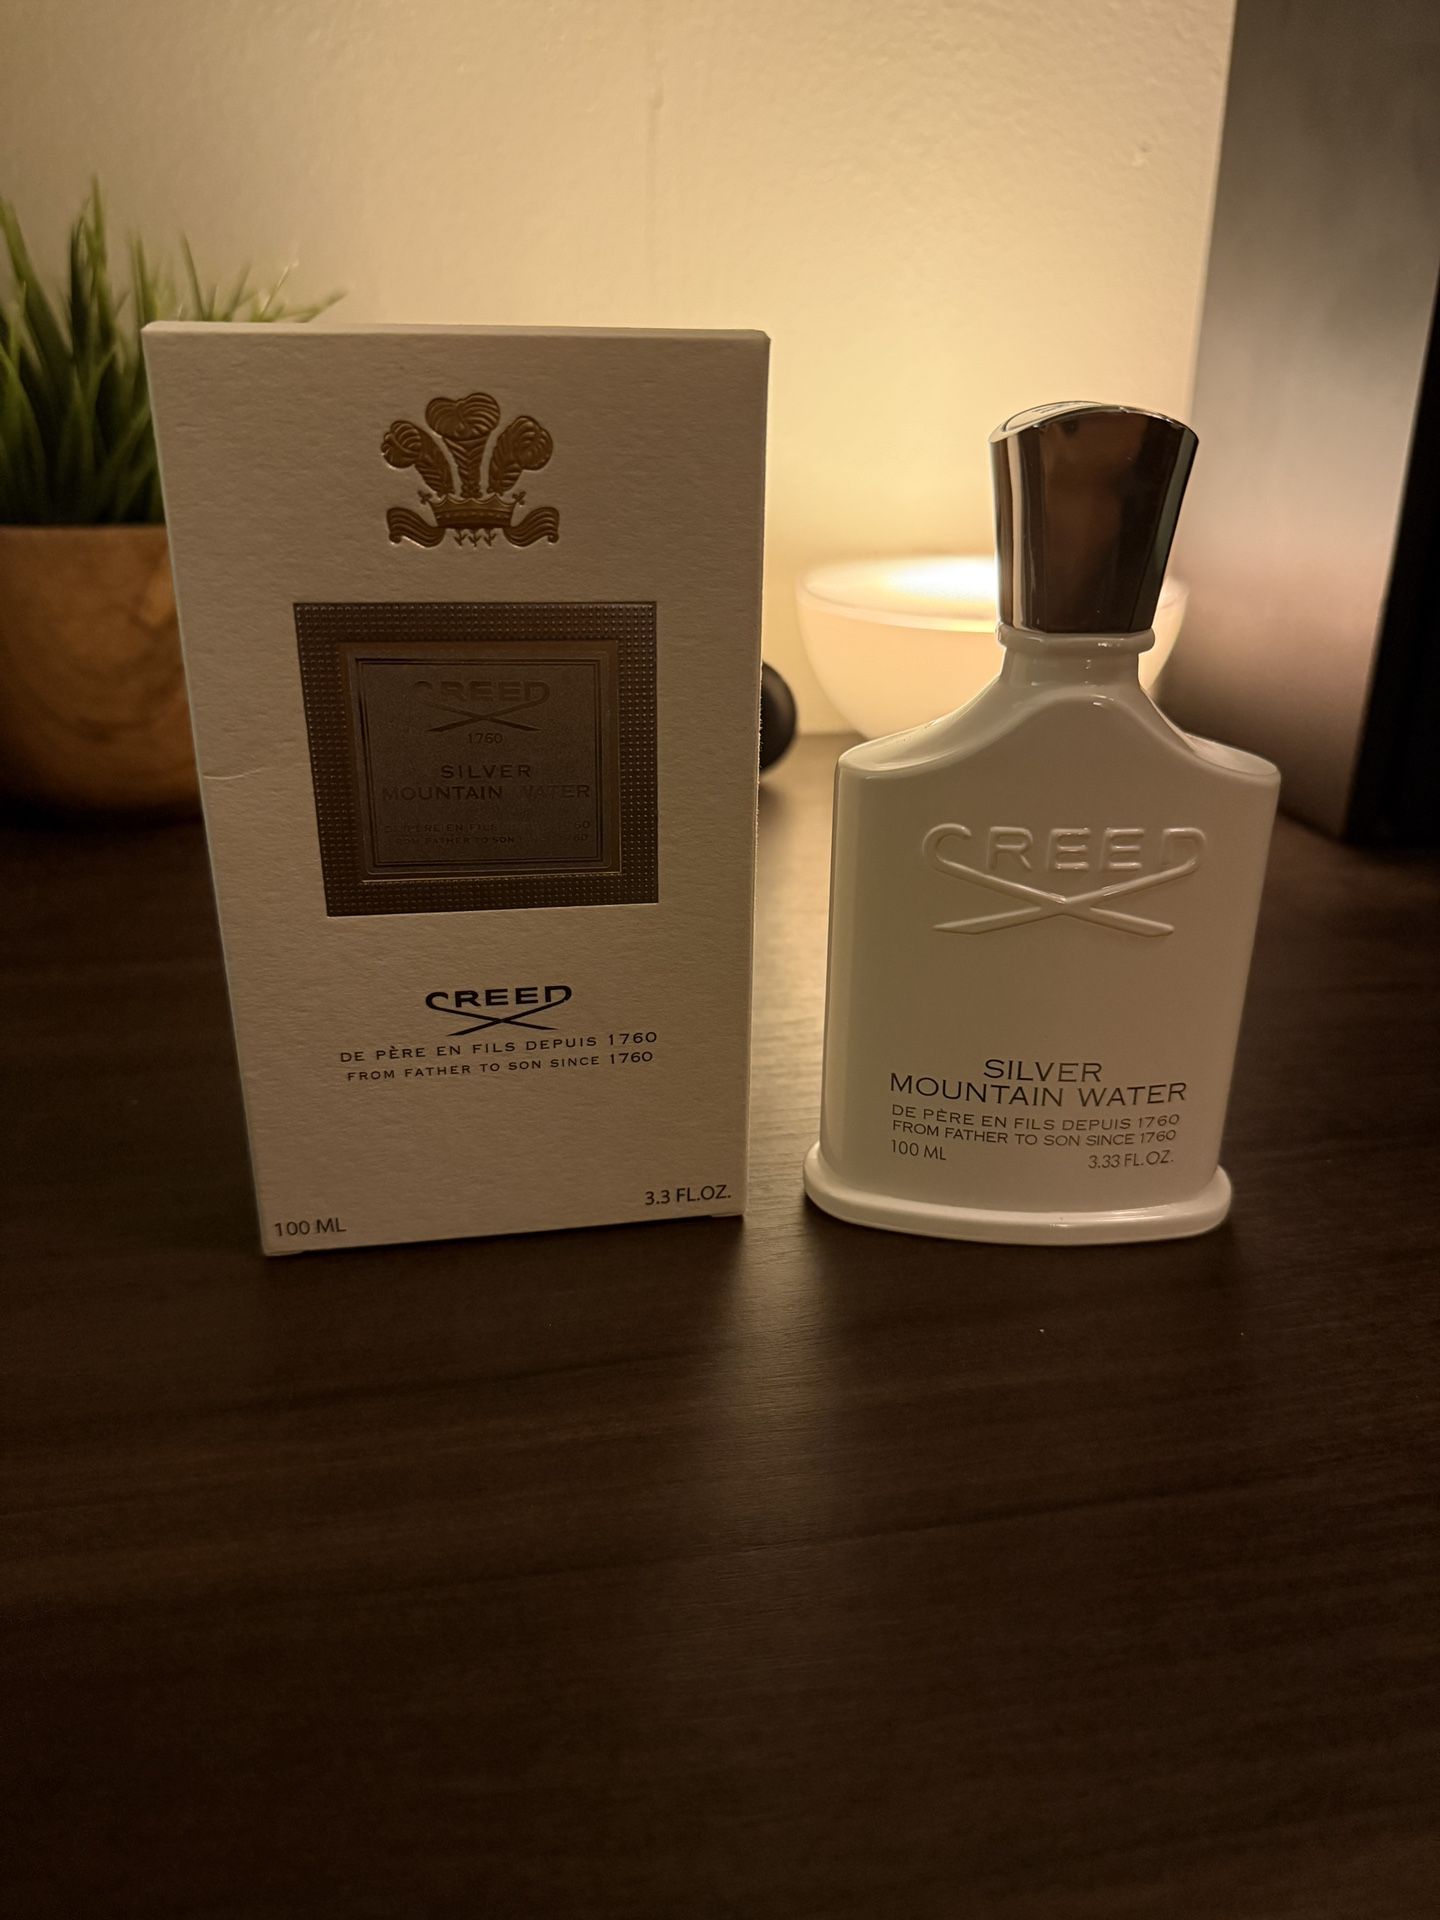 CREED
1760
SILVER
MOUNTAIN WATER
CREED
DE PÈRE EN FILS DEPUIS 1760
FROM FATHER TO SON SINCE 1760
100 ML
3.3 FL.OZ.
CREED
SILVER
MOUNTAIN WATER
DE PÈRE EN FILS DEPUIS 1760
FROM FATHER TO SON SINCE 1760
100 ML 3.33 FL.OZ.